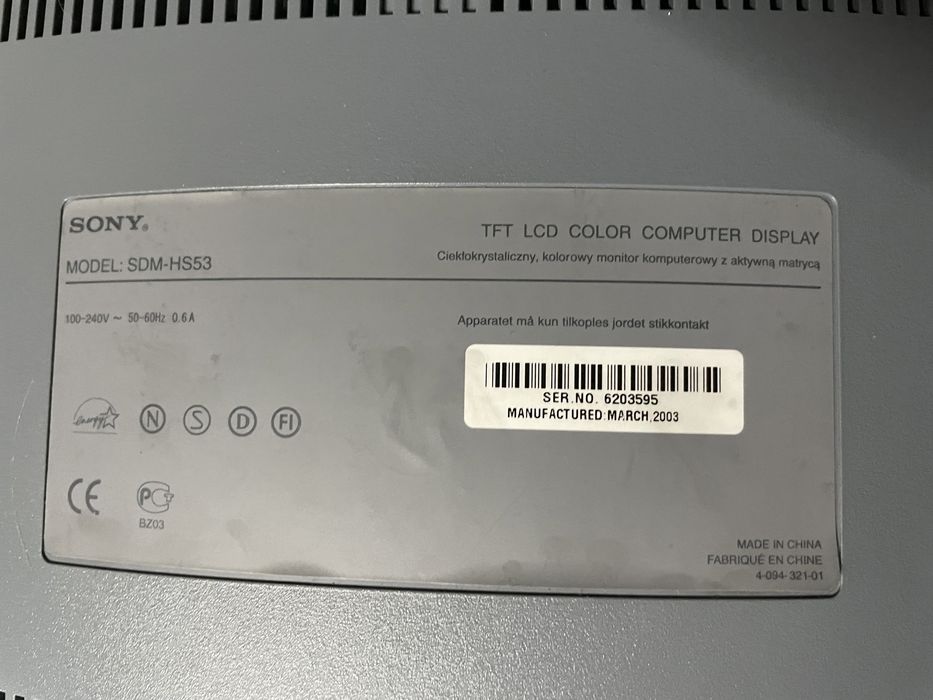 SONY®
TFT LCD COLOR COMPUTER DISPLAY
MODEL: SDM-HS53
Ciekłokrystaliczny, kolorowy monitor komputerowy z aktywną matrycą
100-240V ~ 50-60Hz 0.6A
Apparatet må kun tilkoples jordet stikkontakt
SER.NO. 6203595
MANUFACTURED:MARCH,2003
energy
N S D FI
CE
PC
BZ03
MADE IN CHINA
FABRIQUÉ EN CHINE
4-094-321-01